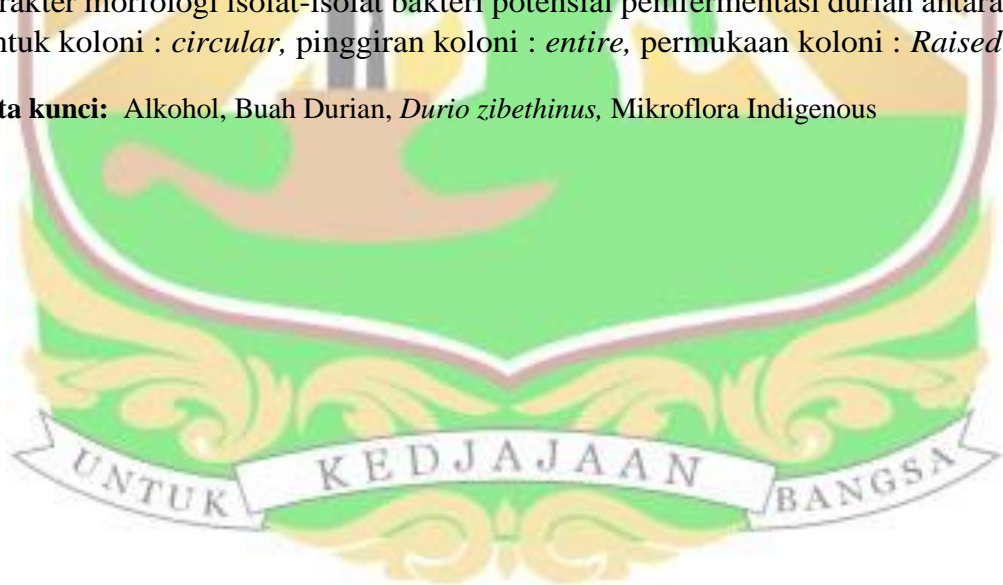 rakter morfologi isolat-isolat bakteri potensial pemfermentasi durian antara
ntuk koloni : circular, pinggiran koloni : entire, permukaan koloni : Raised
ta kunci: Alkohol, Buah Durian, Durio zibethinus, Mikroflora Indigenous
UNTUK KEDJAJAAN BANGSA